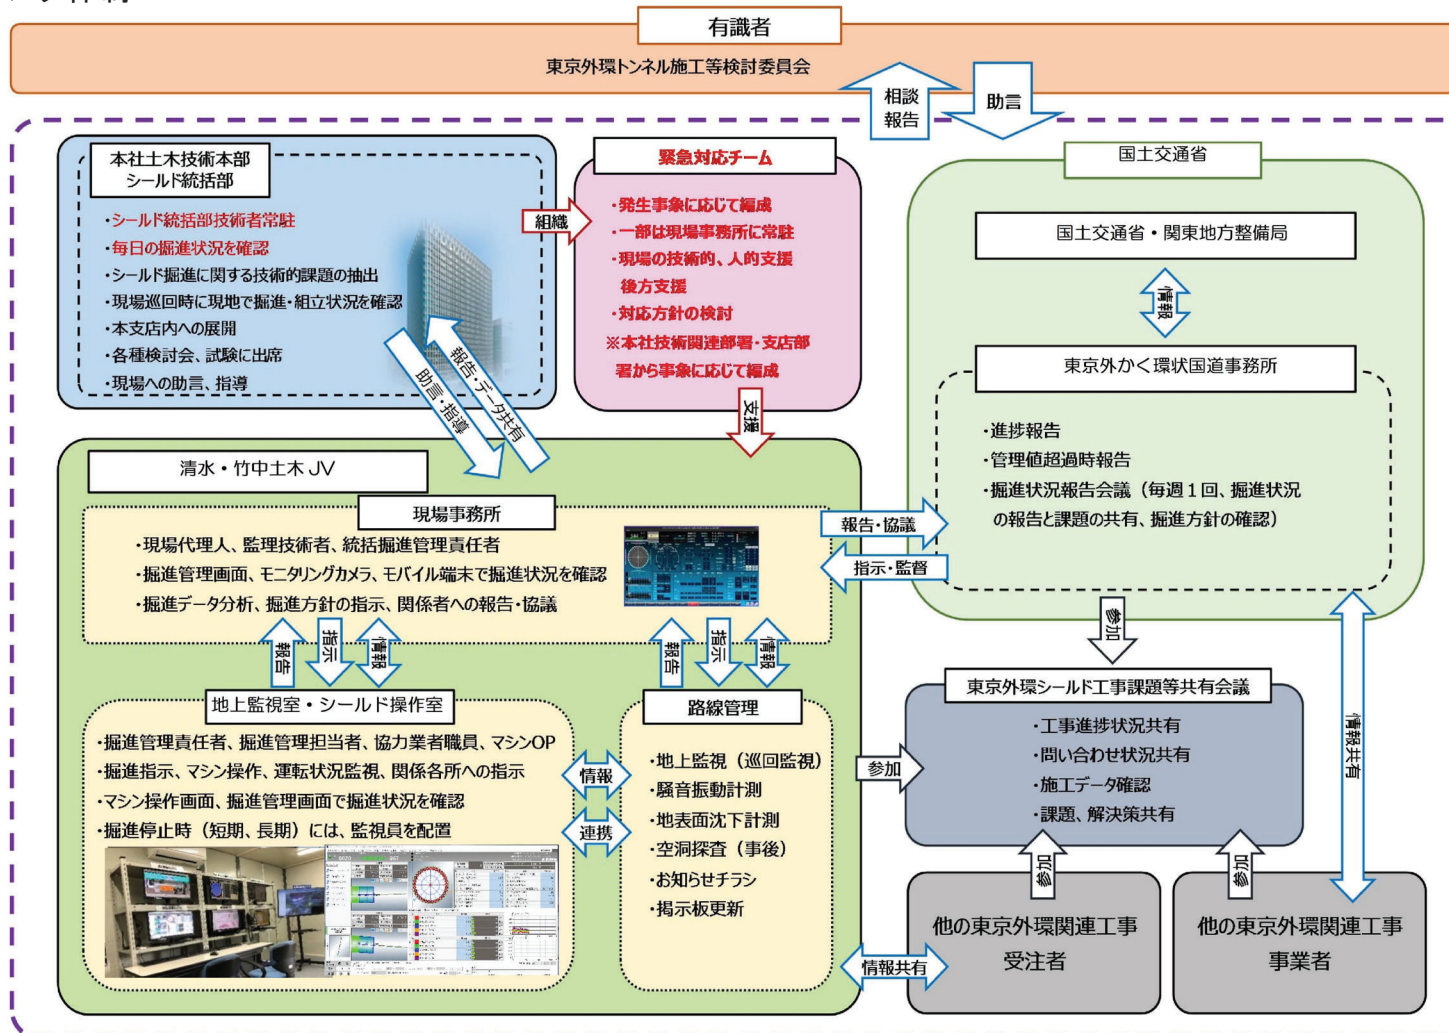 有識者
東京外環トンネル施工等検討委員会
相談
報告
助言
本社土木技術本部
シールド統括部
・シールド統括部技術者常駐
・毎日の掘進状況を確認
・シールド掘進に関する技術的課題の抽出
・現場巡回時に現地で掘進・組立状況を確認
・本支店内への展開
・各種検討会、試験に出席
・現場への助言、指導
組織
緊急対応チーム
・発生事象に応じて編成
・一部は現場事務所に常駐
・現場の技術的、人的支援
後方支援
・対応方針の検討
※本社技術関連部署・支店部
署から事象に応じて編成
支援
助言・指導
報告・データ共有
国土交通省
国土交通省・関東地方整備局
情報
東京外かく環状国道事務所
・進捗報告
・管理値超過時報告
・掘進状況報告会議（毎週１回、掘進状況
の報告と課題の共有、掘進方針の確認）
清水・竹中土木 JV
現場事務所
・現場代理人、監理技術者、統括掘進管理責任者
・掘進管理画面、モニタリングカメラ、モバイル端末で掘進状況を確認
・掘進データ分析、掘進方針の指示、関係者への報告・協議
報告・協議
指示・監督
報告
指示
情報
報告
指示
情報
地上監視室・シールド操作室
・掘進管理責任者、掘進管理担当者、協力業者職員、マシンOP
・掘進指示、マシン操作、運転状況監視、関係各所への指示
・マシン操作画面、掘進管理画面で掘進状況を確認
・掘進停止時（短期、長期）には、監視員を配置
情報
連携
路線管理
・地上監視（巡回監視）
・騒音振動計測
・地表面沈下計測
・空洞探査（事後）
・お知らせチラシ
・掲示板更新
参加
参加
東京外環シールド工事課題等共有会議
・工事進捗状況共有
・問い合わせ状況共有
・施工データ確認
・課題、解決策共有
情報共有
参加
参加
他の東京外環関連工事
受注者
他の東京外環関連工事
事業者
情報共有